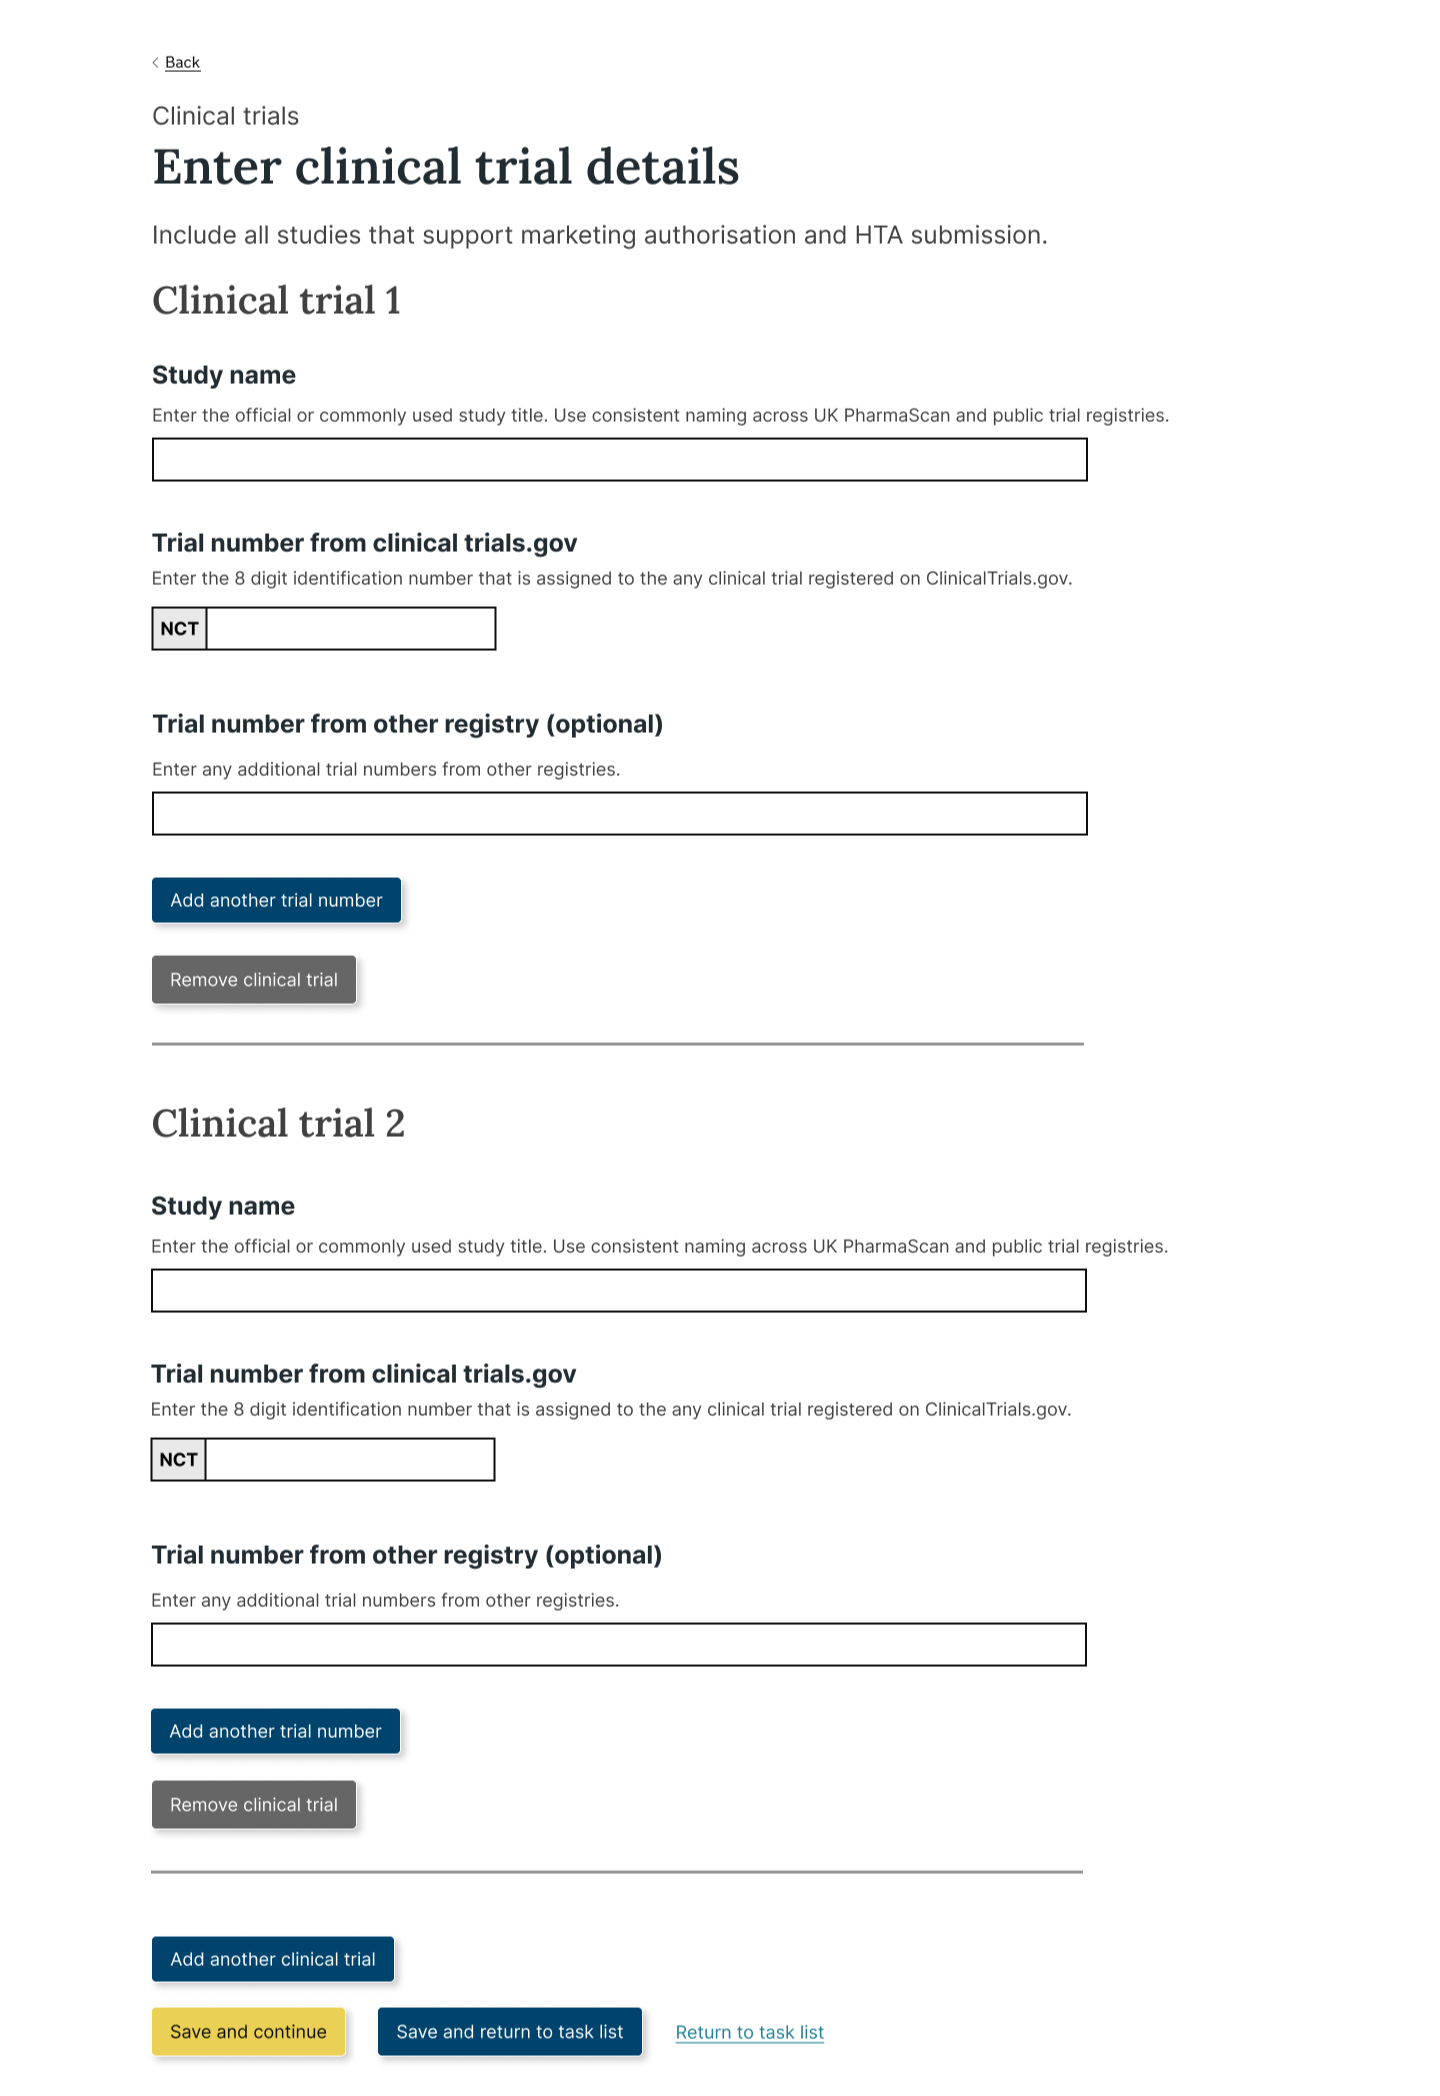 Back
Clinical trials
Enter clinical trial details
Include all studies that support marketing authorisation and HTA submission.
Clinical trial 1
Study name
Enter the official or commonly used study title. Use consistent naming across UK PharmaScan and public trial registries.
Trial number from clinical trials.gov
Enter the 8 digit identification number that is assigned to the any clinical trial registered on ClinicalTrials.gov.
NCT
Trial number from other registry (optional)
Enter any additional trial numbers from other registries.
Add another trial number
Remove clinical trial
Clinical trial 2
Study name
Enter the official or commonly used study title. Use consistent naming across UK PharmaScan and public trial registries.
Trial number from clinical trials.gov
Enter the 8 digit identification number that is assigned to the any clinical trial registered on ClinicalTrials.gov.
NCT
Trial number from other registry (optional)
Enter any additional trial numbers from other registries.
Add another trial number
Remove clinical trial
Add another clinical trial
Save and continue Save and return to task list Return to task list